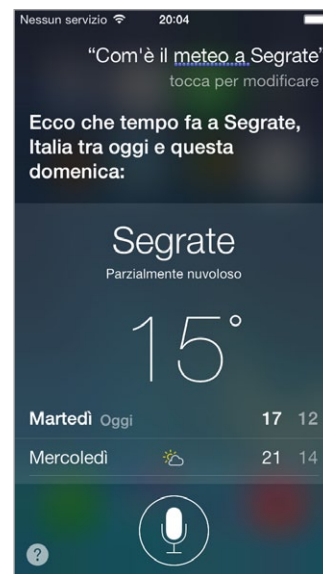 Nessun servizio 20:04
“Com'è il meteo a Segrate”
tocca per modificare
Ecco che tempo fa a Segrate,
Italia tra oggi e questa
domenica:
Segrate
Parzialmente nuvoloso
15°
Martedì Oggi 17 12
Mercoledì 21 14
?